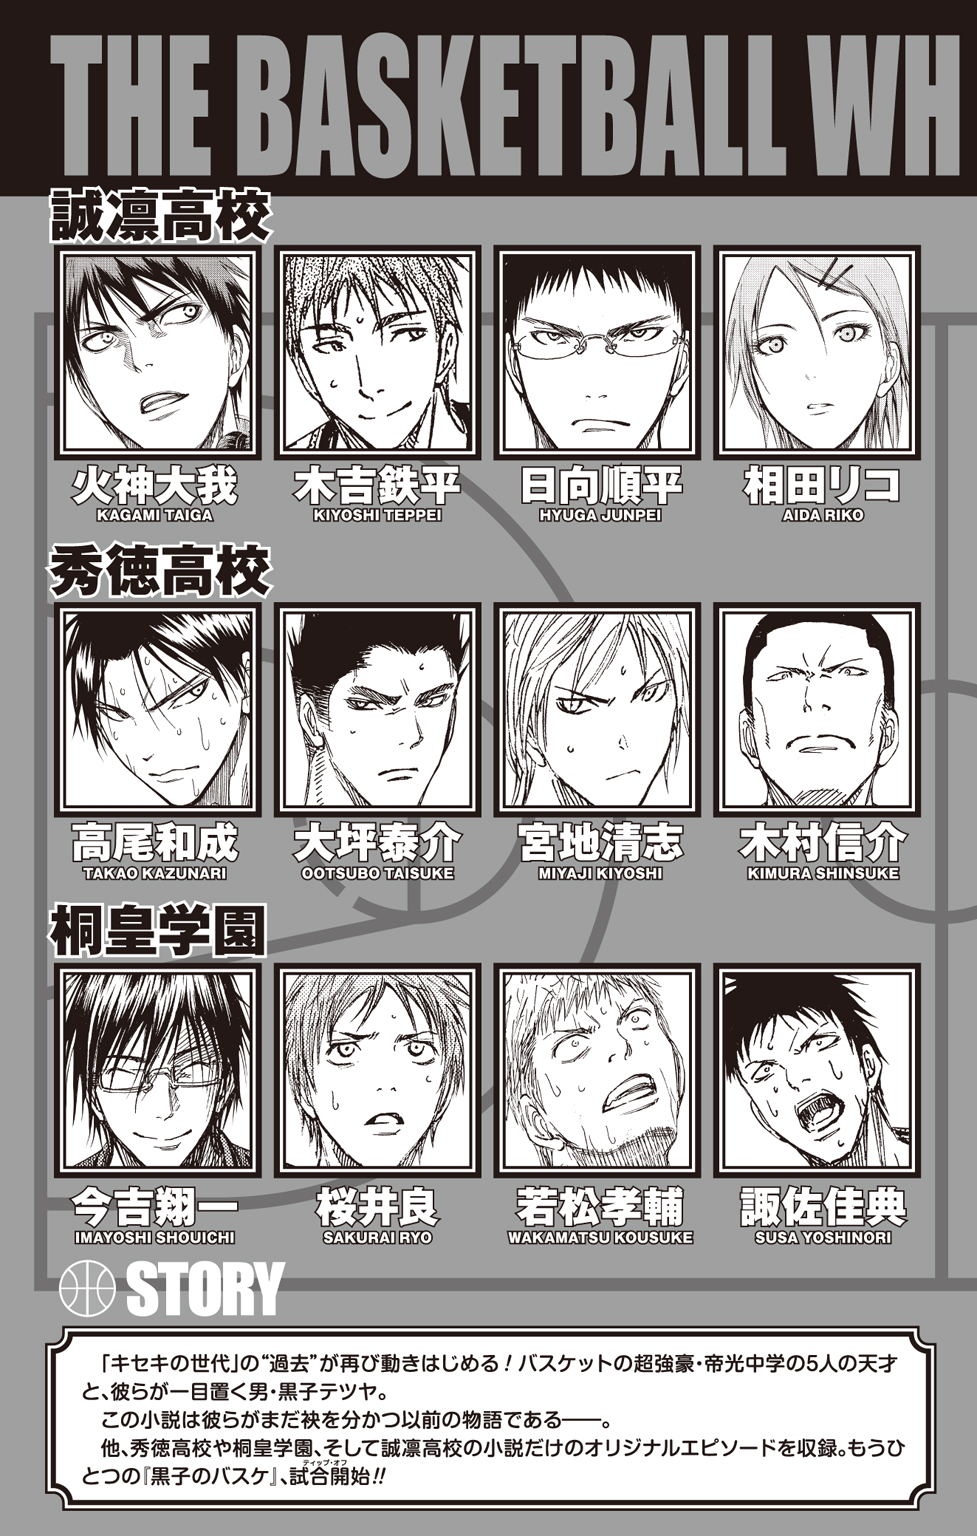 THE BASKETBALL WH
誠凛高校
火神大我 木吉鉄平 日向順平 相田リコ
KAGAMI TAIGA KIYOSHI TEPPEI HYUGA JUNPEI AIDA RIKO
秀徳高校
高尾和成 大坪泰介 宮地清志 木村信介
TAKAO KAZUNARI OOTSUBO TAISUKE MIYAJI KIYOSHI KIMURA SHINSUKE
桐皇学園
今吉翔一 桜井良 若松孝輔 諏佐佳典
IMAYOSHI SHOUICHI SAKURAI RYO WAKAMATSU KOUSUKE SUSA YOSHINORI
STORY
「キセキの世代」の“過去”が再び動きはじめる！バスケットの超強豪・帝光中学の5人の天才
と、彼らが一目置く男・黒子テツヤ。
この小説は彼らがまだ袂を分かつ以前の物語である——。
他、秀徳高校や桐皇学園、そして誠凛高校の小説だけのオリジナルエピソードを収録。もうひ
ティップ・オフ
とつの『黒子のバスケ』、試合開始!!